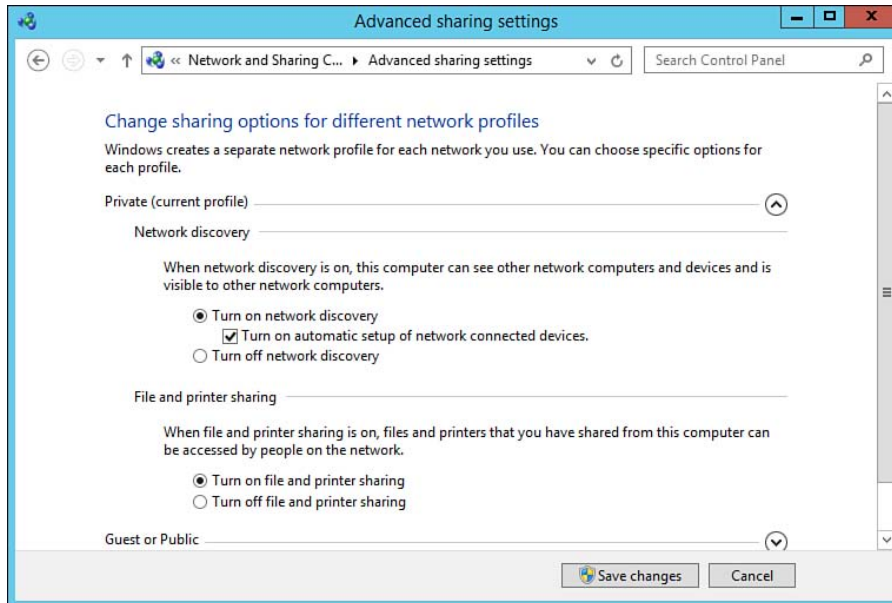 Advanced sharing settings
« Network and Sharing C... ▸ Advanced sharing settings
Search Control Panel
Change sharing options for different network profiles
Windows creates a separate network profile for each network you use. You can choose specific options for
each profile.
Private (current profile)
Network discovery
When network discovery is on, this computer can see other network computers and devices and is
visible to other network computers.
Turn on network discovery
Turn on automatic setup of network connected devices.
Turn off network discovery
File and printer sharing
When file and printer sharing is on, files and printers that you have shared from this computer can
be accessed by people on the network.
Turn on file and printer sharing
Turn off file and printer sharing
Guest or Public
Save changes
Cancel